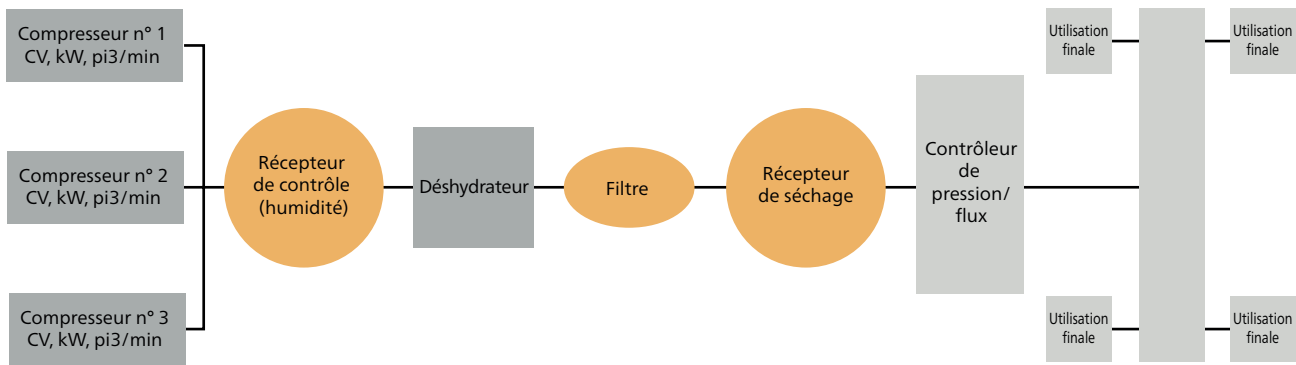 Compresseur n° 1
CV, kW, pi3/min
Compresseur n° 2
CV, kW, pi3/min
Compresseur n° 3
CV, kW, pi3/min
Récepteur
de contrôle
(humidité)
Déshydrateur
Filtre
Récepteur
de séchage
Contrôleur
de
pression/
flux
Utilisation
finale
Utilisation
finale
Utilisation
finale
Utilisation
finale